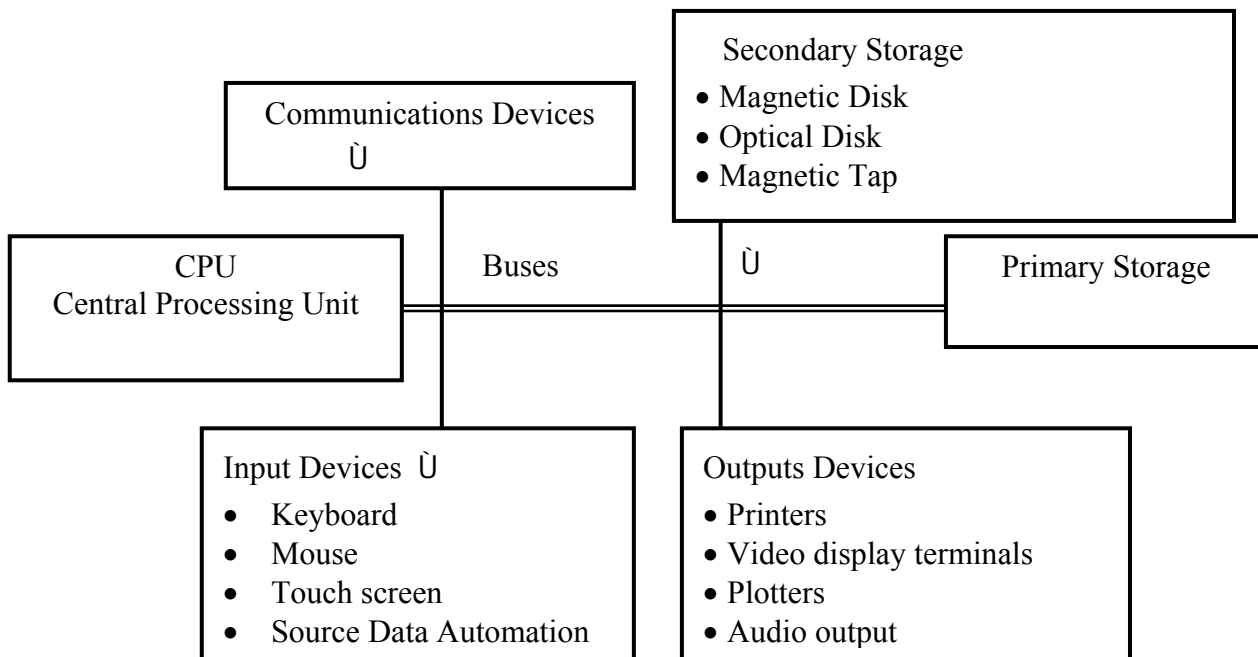 Communications Devices
Ù
Secondary Storage
• Magnetic Disk
• Optical Disk
• Magnetic Tap
CPU
Central Processing Unit
Buses
Ù
Primary Storage
Input Devices Ù
• Keyboard
• Mouse
• Touch screen
• Source Data Automation
Outputs Devices
• Printers
• Video display terminals
• Plotters
• Audio output